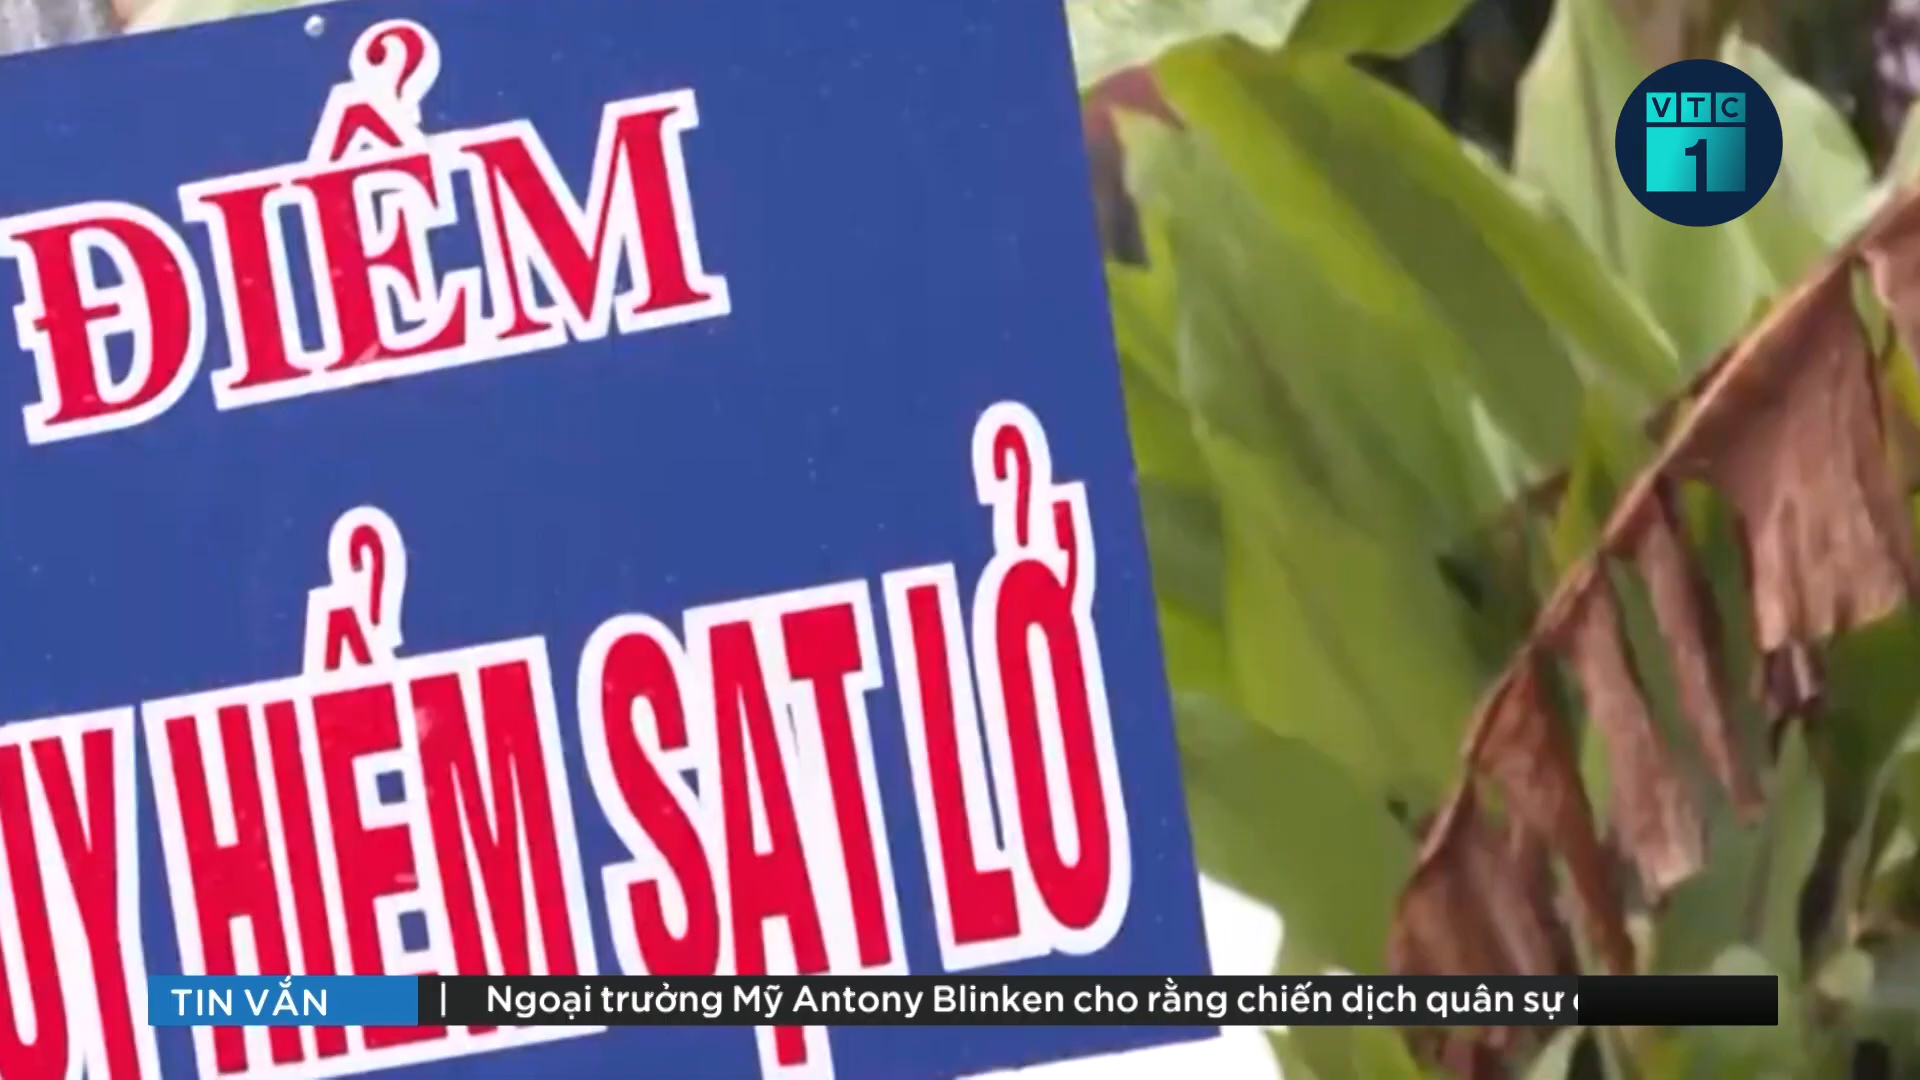 ĐIỂM
UY HIỂM SẠT LỞ
VTC
1
TIN VẮN | Ngoại trưởng Mỹ Antony Blinken cho rằng chiến dịch quân sự